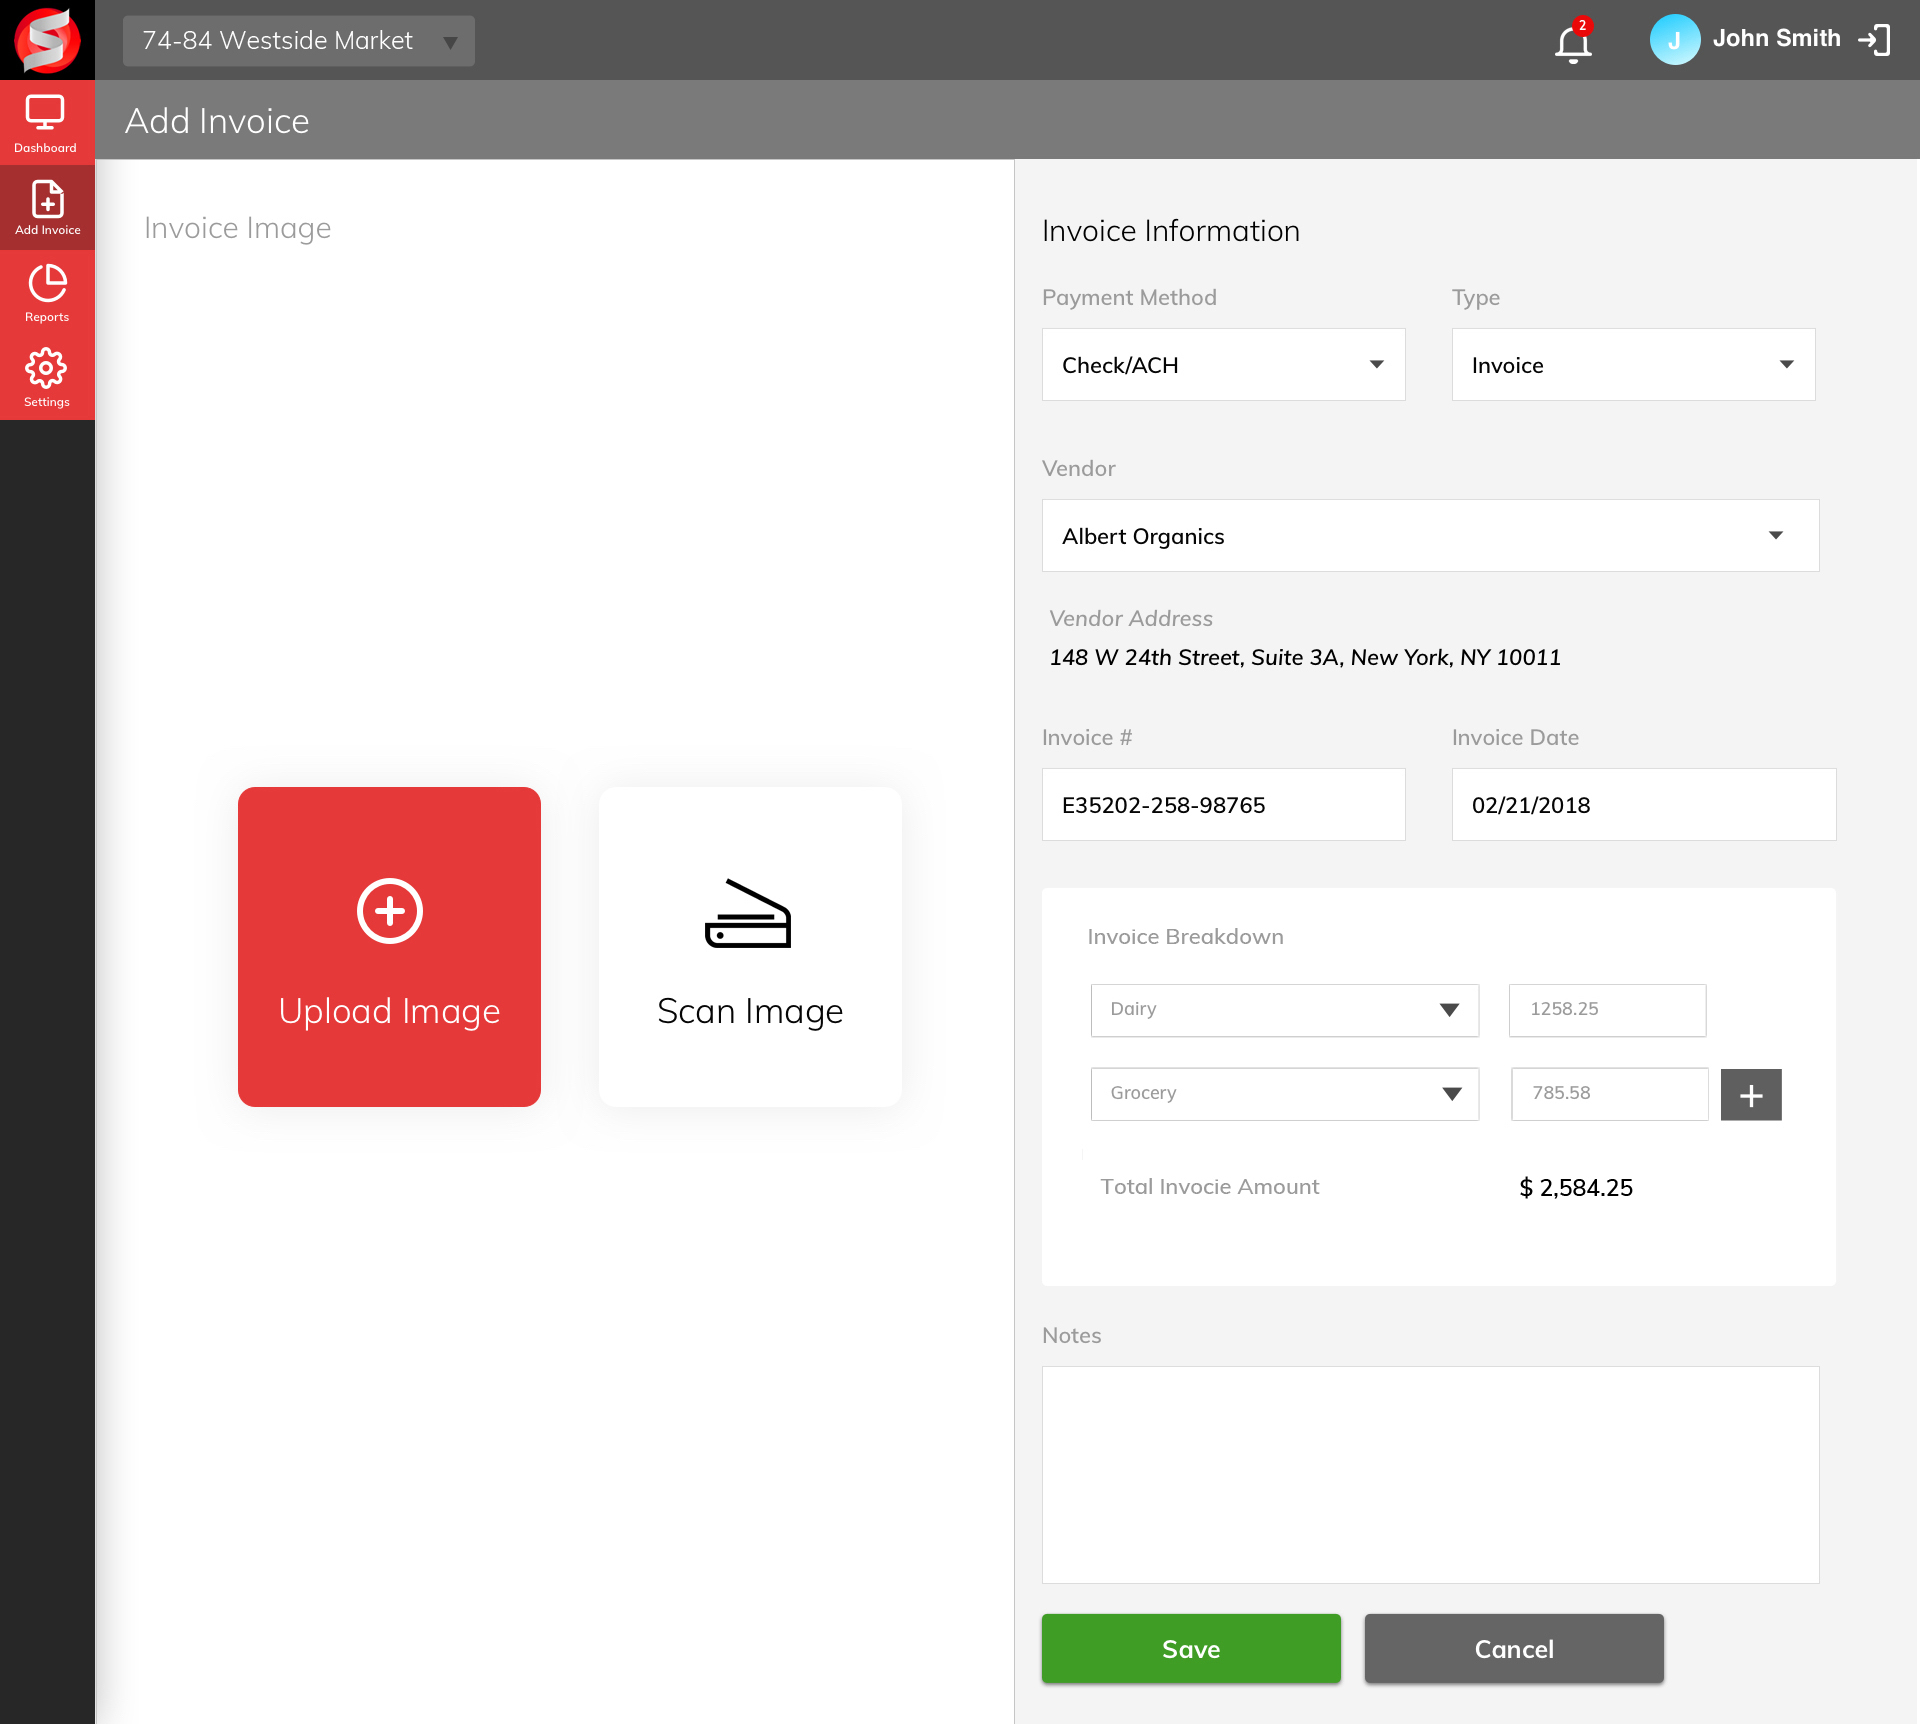 74-84 Westside Market
2
J
John Smith
Add Invoice
Dashboard
Add Invoice
Reports
Settings
Invoice Image
Upload Image
Scan Image
Invoice Information
Payment Method
Type
Check/ACH
Invoice
Vendor
Albert Organics
Vendor Address
148 W 24th Street, Suite 3A, New York, NY 10011
Invoice #
Invoice Date
E35202-258-98765
02/21/2018
Invoice Breakdown
Dairy
1258.25
Grocery
785.58
Total Invocie Amount
$ 2,584.25
Notes
Save
Cancel